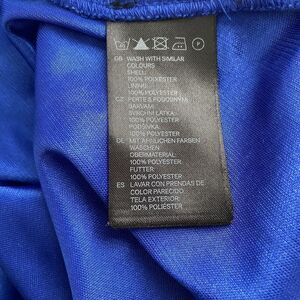 GB WASH WITH SIMILAR
COLOURS
SHELL:
100% POLYESTER
LINING:
100% POLYESTER
CZ PERTE S PODOBNÝMI
BARVAMI
SVRCHNÍ LÁTKA:
100% POLYESTER
PODŠÍVKA:
100% POLYESTER
DE MIT ÄHNLICHEN FARBEN
WASCHEN
OBERMATERIAL:
100% POLYESTER
FUTTER:
100% POLYESTER
ES LAVAR CON PRENDAS DE
COLOR PARECIDO
TELA EXTERIOR:
100% POLIÉSTER